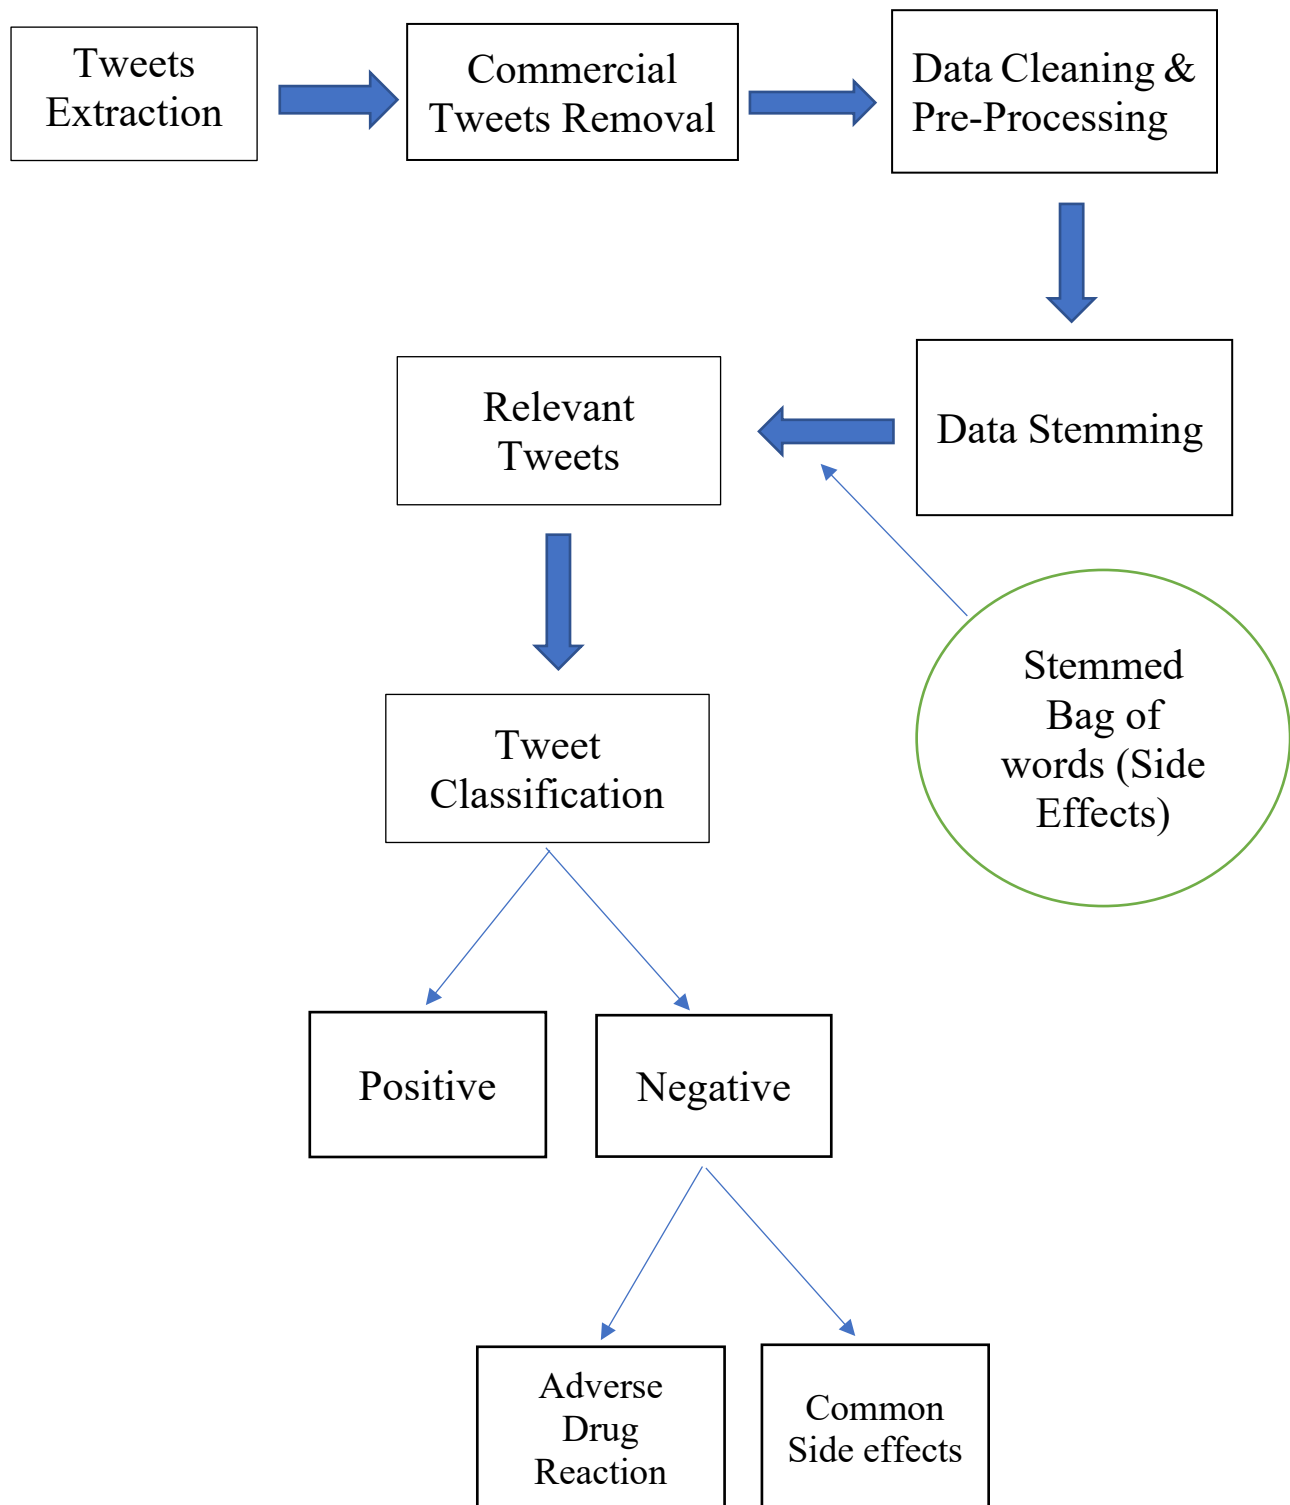 Tweets
Extraction
Commercial
Tweets Removal
Data Cleaning &
Pre-Processing
Relevant
Tweets
Data Stemming
Stemmed
Bag of
words (Side
Effects)
Tweet
Classification
Positive
Negative
Adverse
Drug
Reaction
Common
Side effects